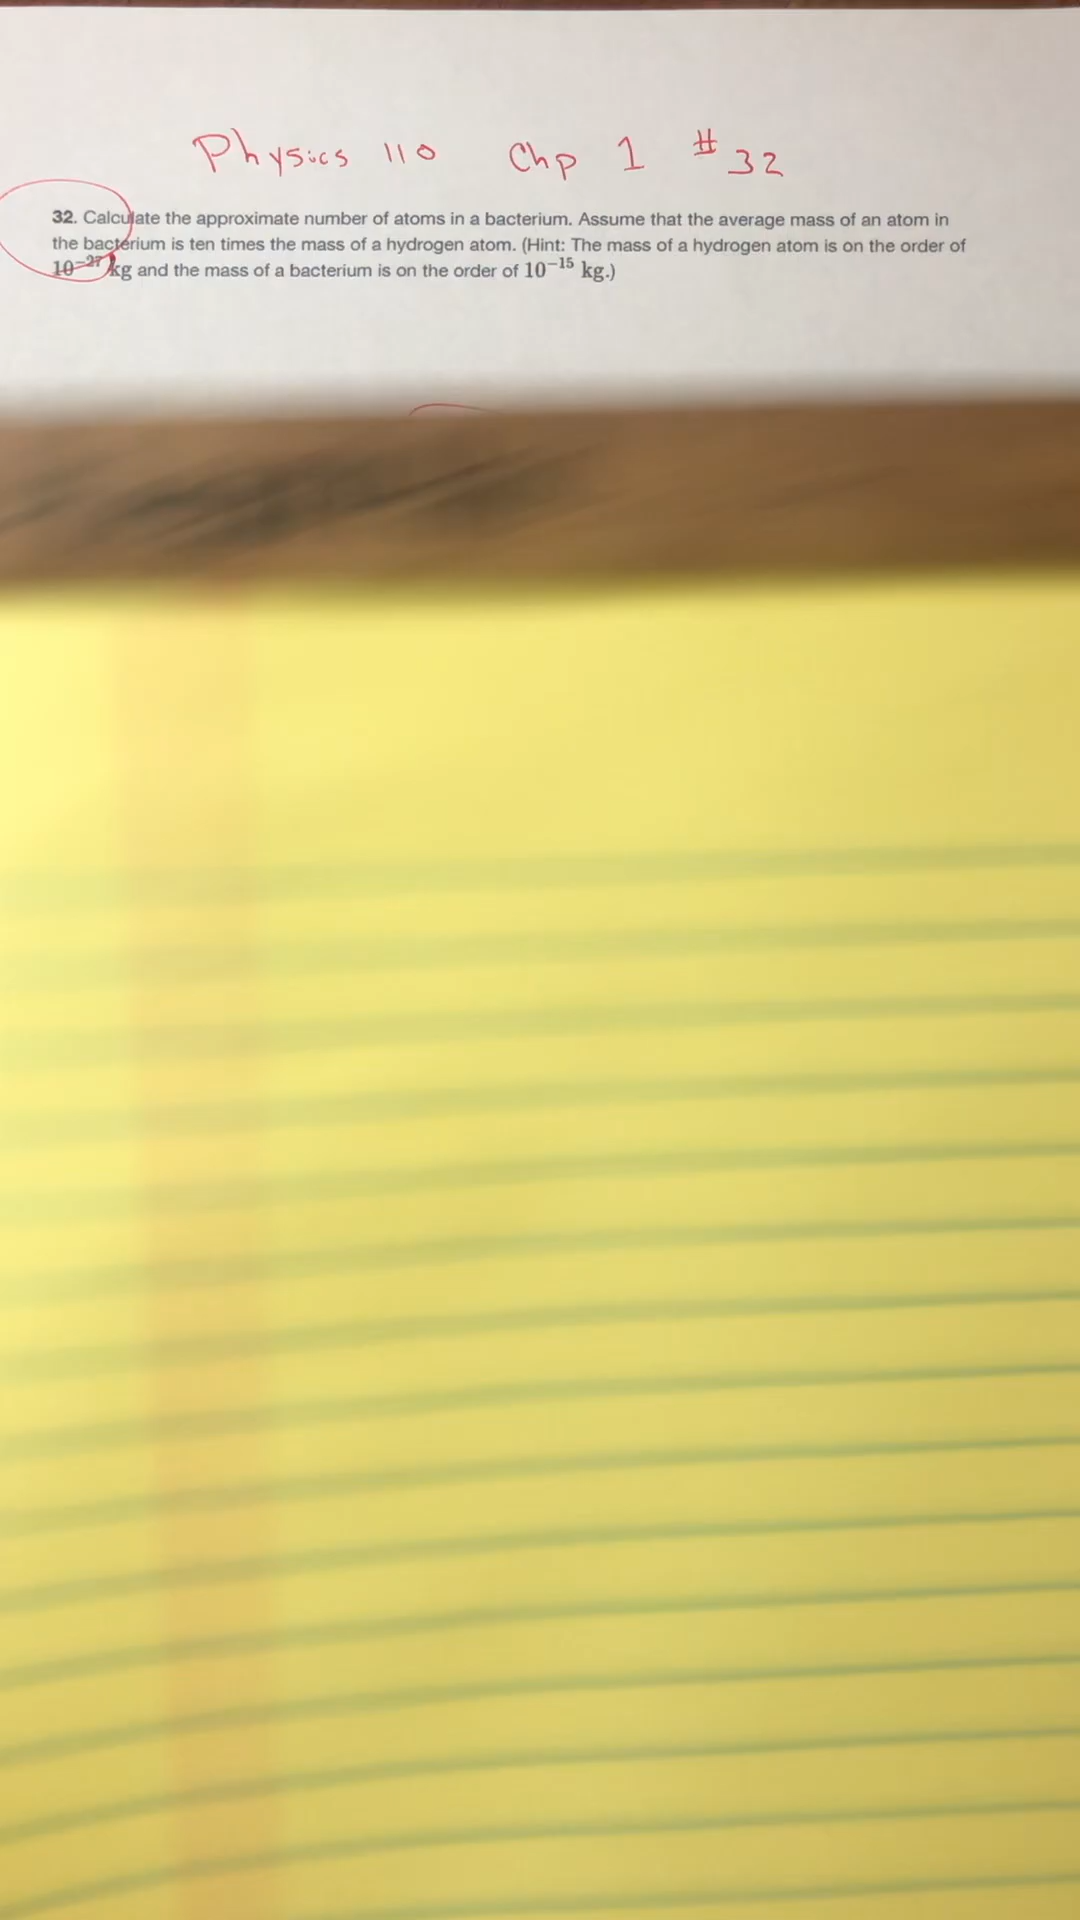 Physics 110 Chp 1 # 32
32. Calculate the approximate number of atoms in a bacterium. Assume that the average mass of an atom in
the bacterium is ten times the mass of a hydrogen atom. (Hint: The mass of a hydrogen atom is on the order of
10⁻²⁷ kg and the mass of a bacterium is on the order of 10⁻¹⁵ kg.)